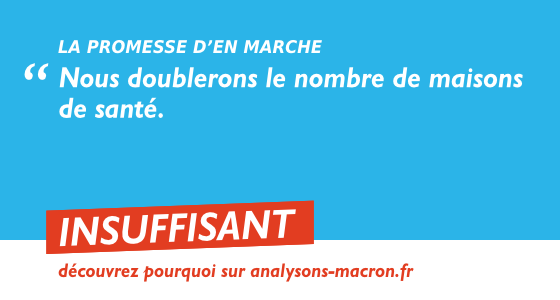 LA PROMESSE D’EN MARCHE
“ Nous doublerons le nombre de maisons
de santé.
INSUFFISANT
découvrez pourquoi sur analysons-macron.fr